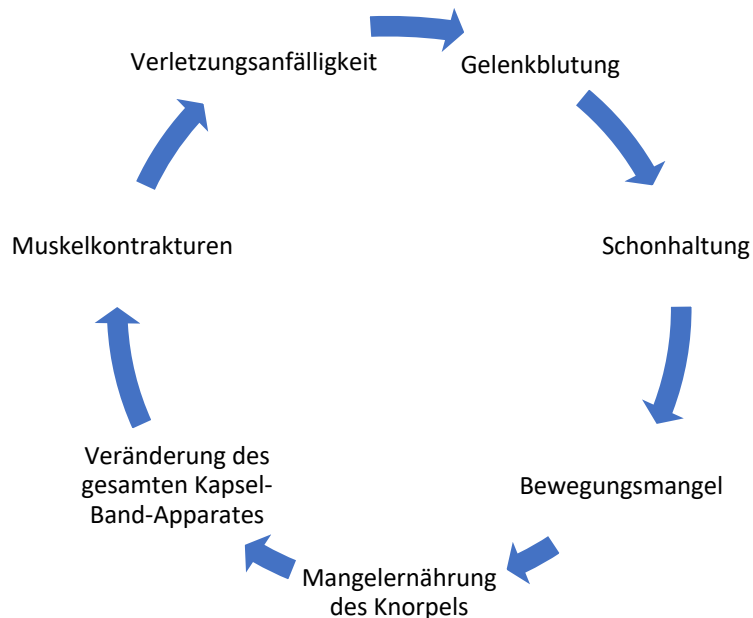 Verletzungsanfälligkeit
Gelenkblutung
Schonhaltung
Bewegungsmangel
Mangelernährung
des Knorpels
Veränderung des
gesamten Kapsel-
Band-Apparates
Muskelkontrakturen